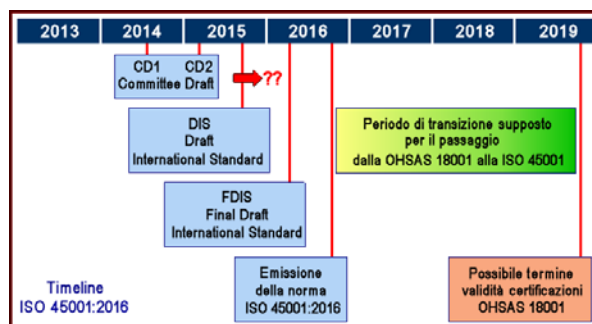 2013 2014 2015 2016 2017 2018 2019
CD1 CD2
Committee Draft
??
DIS
Draft
International Standard
Periodo di transizione supposto
per il passaggio
dalla OHSAS 18001 alla ISO 45001
FDIS
Final Draft
International Standard
Timeline
ISO 45001:2016
Emissione
della norma
ISO 45001:2016
Possibile termine
validità certificazioni
OHSAS 18001